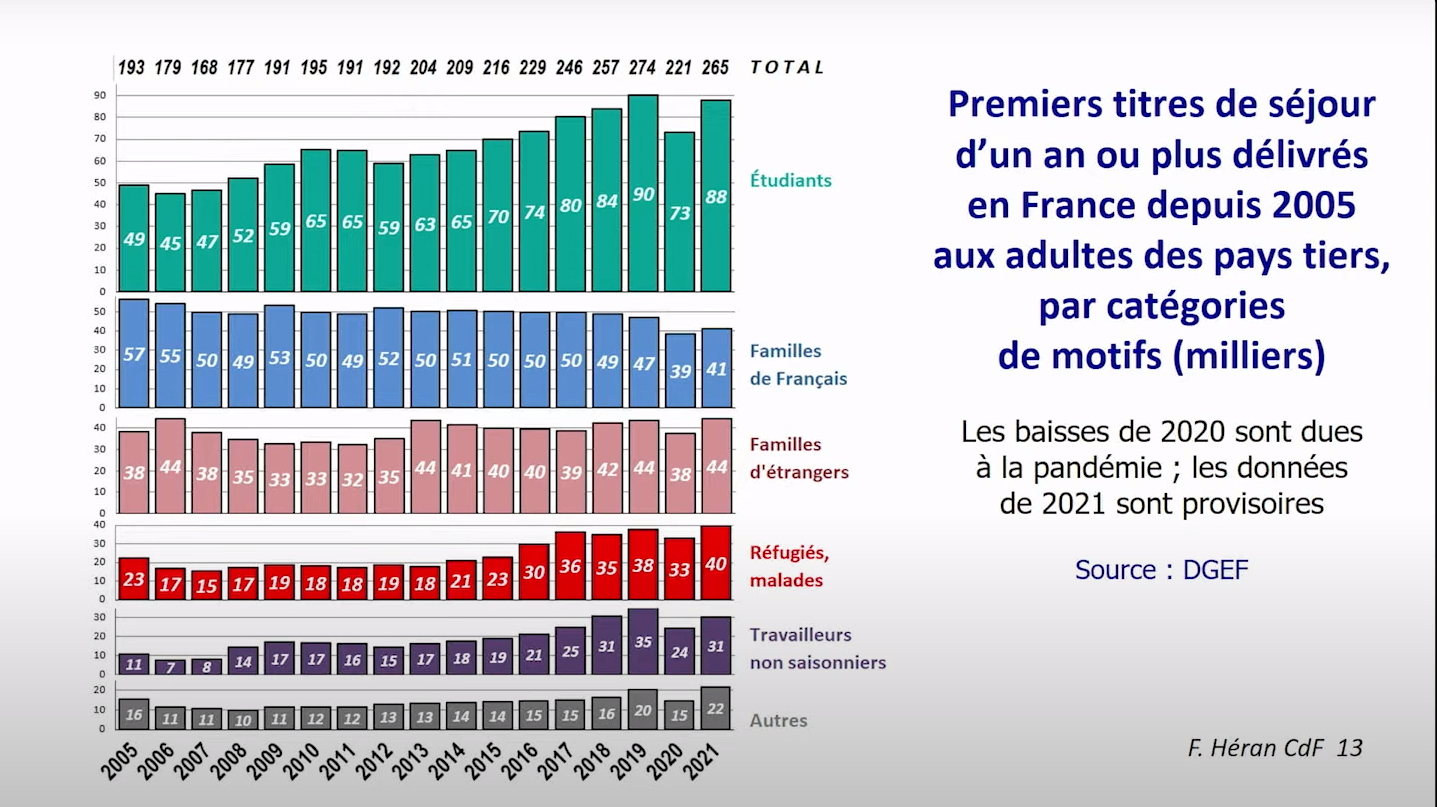 193 179 168 177 191 195 191 192 204 209 216 229 246 257 274 221 265 TOTAL
90
80
70
60
50
40
30
20
10
0
49 45 47 52 59 65 65 59 63 65 70 74 80 84 90 73 88
Étudiants
50
40
30
20
10
0
57 55 50 49 53 50 49 52 50 51 50 50 50 49 47 39 41
Familles
de Français
40
30
20
10
0
38 44 38 35 33 33 32 35 44 41 40 40 39 42 44 38 44
Familles
d'étrangers
40
30
20
10
0
23 17 15 17 19 18 18 19 18 21 23 30 36 35 38 33 40
Réfugiés,
malades
30
20
10
0
11 7 8 14 17 17 16 15 17 18 19 21 25 31 35 24 31
Travailleurs
non saisonniers
20
10
0
16 11 11 10 11 12 12 13 13 14 14 15 15 16 20 15 22
Autres
2005 2006 2007 2008 2009 2010 2011 2012 2013 2014 2015 2016 2017 2018 2019 2020 2021
Premiers titres de séjour
d’un an ou plus délivrés
en France depuis 2005
aux adultes des pays tiers,
par catégories
de motifs (milliers)
Les baisses de 2020 sont dues
à la pandémie ; les données
de 2021 sont provisoires
Source : DGEF
F. Héran CdF 13